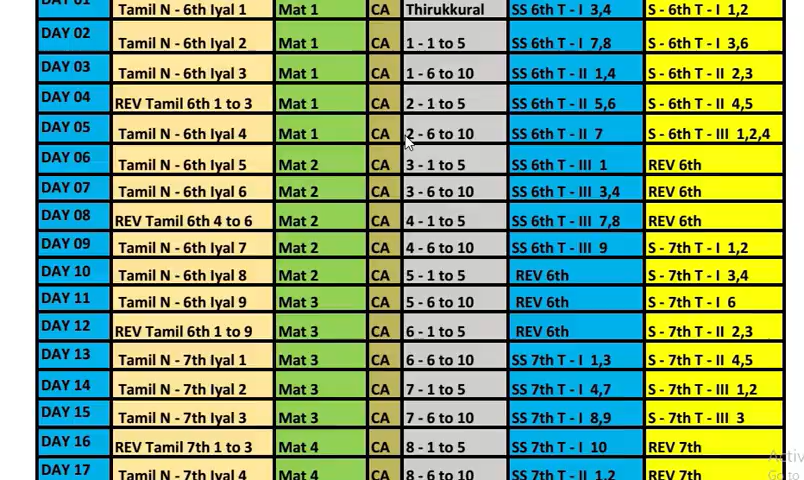 DAY 01 Tamil N - 6th Iyal 1 Mat 1 CA Thirukkural SS 6th T - I 3,4 S - 6th T - I 1,2
DAY 02 Tamil N - 6th Iyal 2 Mat 1 CA 1 - 1 to 5 SS 6th T - I 7,8 S - 6th T - I 3,6
DAY 03 Tamil N - 6th Iyal 3 Mat 1 CA 1 - 6 to 10 SS 6th T - II 1,4 S - 6th T - II 2,3
DAY 04 REV Tamil 6th 1 to 3 Mat 1 CA 2 - 1 to 5 SS 6th T - II 5,6 S - 6th T - II 4,5
DAY 05 Tamil N - 6th Iyal 4 Mat 1 CA 2 - 6 to 10 SS 6th T - II 7 S - 6th T - III 1,2,4
DAY 06 Tamil N - 6th Iyal 5 Mat 2 CA 3 - 1 to 5 SS 6th T - III 1 REV 6th
DAY 07 Tamil N - 6th Iyal 6 Mat 2 CA 3 - 6 to 10 SS 6th T - III 3,4 REV 6th
DAY 08 REV Tamil 6th 4 to 6 Mat 2 CA 4 - 1 to 5 SS 6th T - III 7,8 REV 6th
DAY 09 Tamil N - 6th Iyal 7 Mat 2 CA 4 - 6 to 10 SS 6th T - III 9 S - 7th T - I 1,2
DAY 10 Tamil N - 6th Iyal 8 Mat 2 CA 5 - 1 to 5 REV 6th S - 7th T - I 3,4
DAY 11 Tamil N - 6th Iyal 9 Mat 3 CA 5 - 6 to 10 REV 6th S - 7th T - I 6
DAY 12 REV Tamil 6th 1 to 9 Mat 3 CA 6 - 1 to 5 REV 6th S - 7th T - II 2,3
DAY 13 Tamil N - 7th Iyal 1 Mat 3 CA 6 - 6 to 10 SS 7th T - I 1,3 S - 7th T - II 4,5
DAY 14 Tamil N - 7th Iyal 2 Mat 3 CA 7 - 1 to 5 SS 7th T - I 4,7 S - 7th T - III 1,2
DAY 15 Tamil N - 7th Iyal 3 Mat 3 CA 7 - 6 to 10 SS 7th T - I 8,9 S - 7th T - III 3
DAY 16 REV Tamil 7th 1 to 3 Mat 4 CA 8 - 1 to 5 SS 7th T - I 10 REV 7th
DAY 17 Tamil N - 7th Iyal 4 Mat 4 CA 8 - 6 to 10 SS 7th T - II 1,2 REV 7th